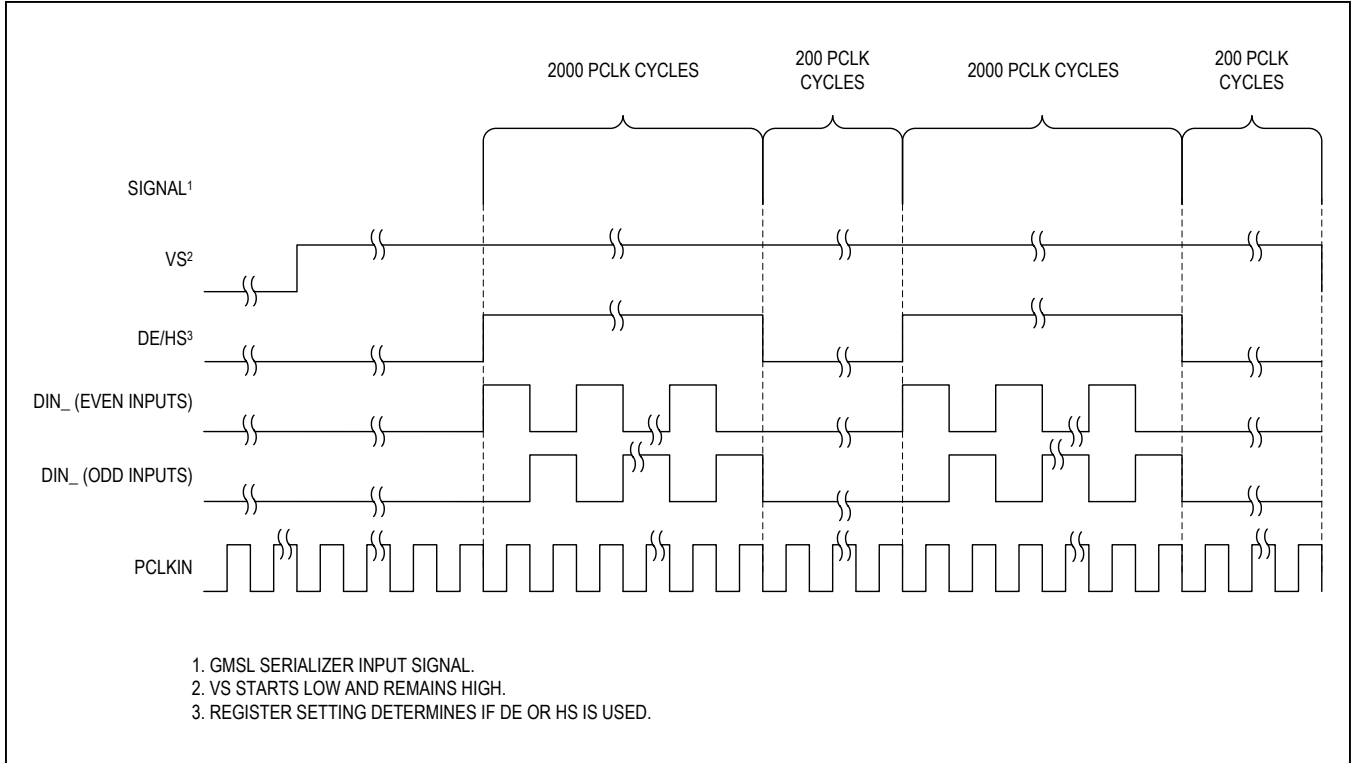 2000 PCLK CYCLES
200 PCLK
CYCLES
2000 PCLK CYCLES
200 PCLK
CYCLES
SIGNAL¹
VS²
DE/HS³
DIN_ (EVEN INPUTS)
DIN_ (ODD INPUTS)
PCLKIN
1. GMSL SERIALIZER INPUT SIGNAL.
2. VS STARTS LOW AND REMAINS HIGH.
3. REGISTER SETTING DETERMINES IF DE OR HS IS USED.